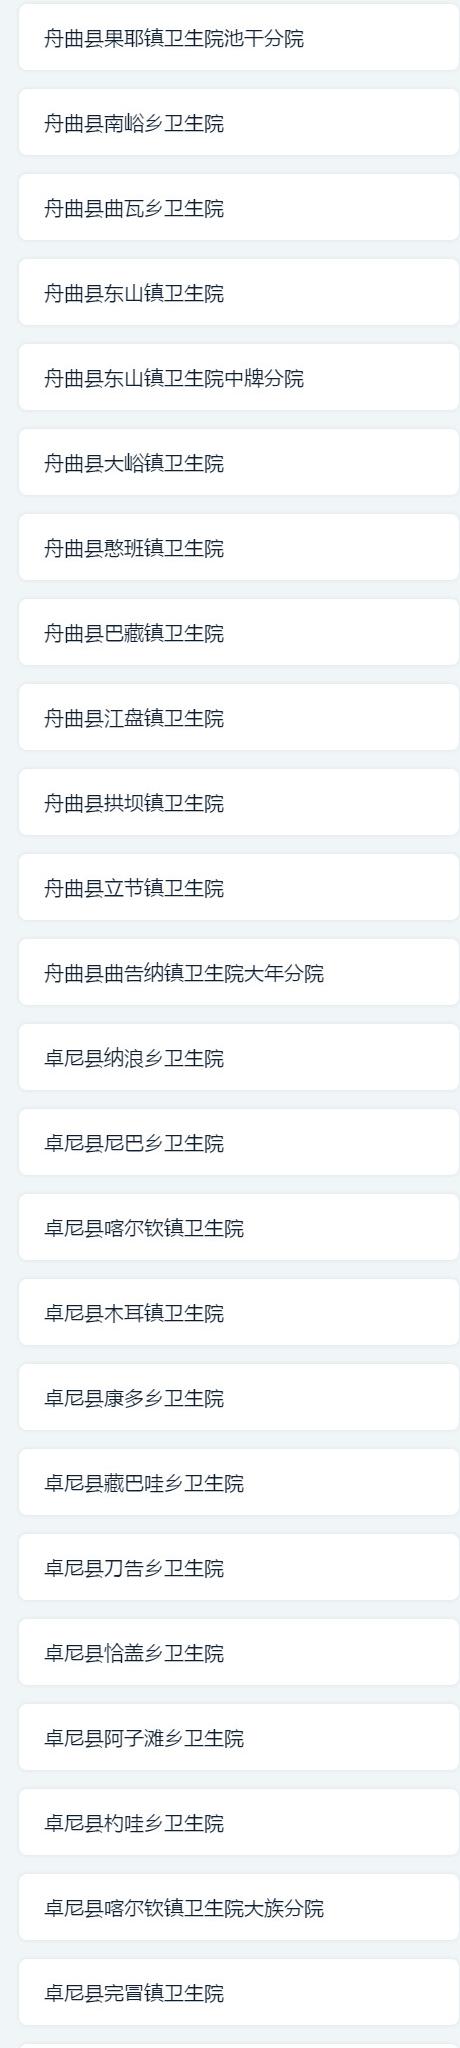 舟曲县果耶镇卫生院池干分院
舟曲县南峪乡卫生院
舟曲县曲瓦乡卫生院
舟曲县东山镇卫生院
舟曲县东山镇卫生院中牌分院
舟曲县大峪镇卫生院
舟曲县憨班镇卫生院
舟曲县巴藏镇卫生院
舟曲县江盘镇卫生院
舟曲县拱坝镇卫生院
舟曲县立节镇卫生院
舟曲县曲告纳镇卫生院大年分院
卓尼县纳浪乡卫生院
卓尼县尼巴乡卫生院
卓尼县喀尔钦镇卫生院
卓尼县木耳镇卫生院
卓尼县康多乡卫生院
卓尼县藏巴哇乡卫生院
卓尼县刀告乡卫生院
卓尼县恰盖乡卫生院
卓尼县阿子滩乡卫生院
卓尼县杓哇乡卫生院
卓尼县喀尔钦镇卫生院大族分院
卓尼县完冒镇卫生院